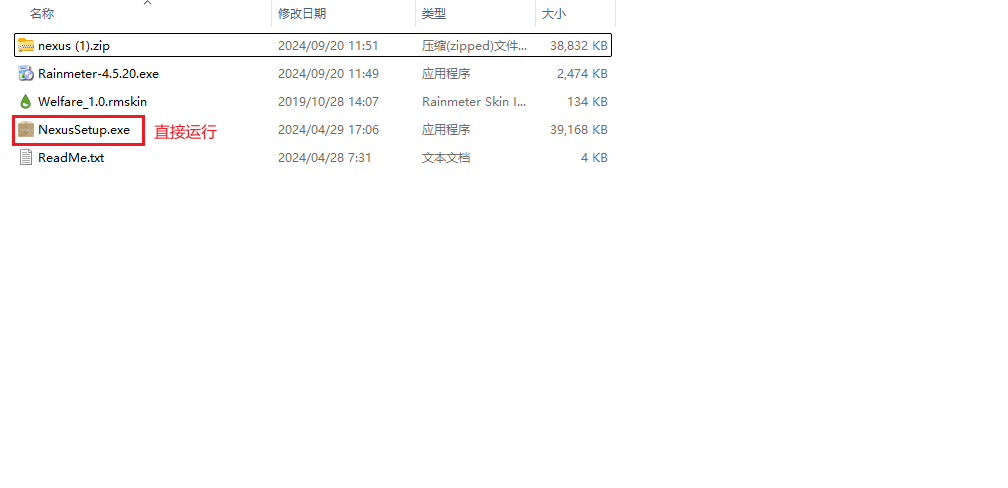 名称 修改日期 类型 大小
nexus (1).zip 2024/09/20 11:51 压缩(zipped)文件... 38,832 KB
Rainmeter-4.5.20.exe 2024/09/20 11:49 应用程序 2,474 KB
Welfare_1.0.rmskin 2019/10/28 14:07 Rainmeter Skin I... 134 KB
NexusSetup.exe 直接运行 2024/04/29 17:06 应用程序 39,168 KB
ReadMe.txt 2024/04/28 7:31 文本文档 4 KB